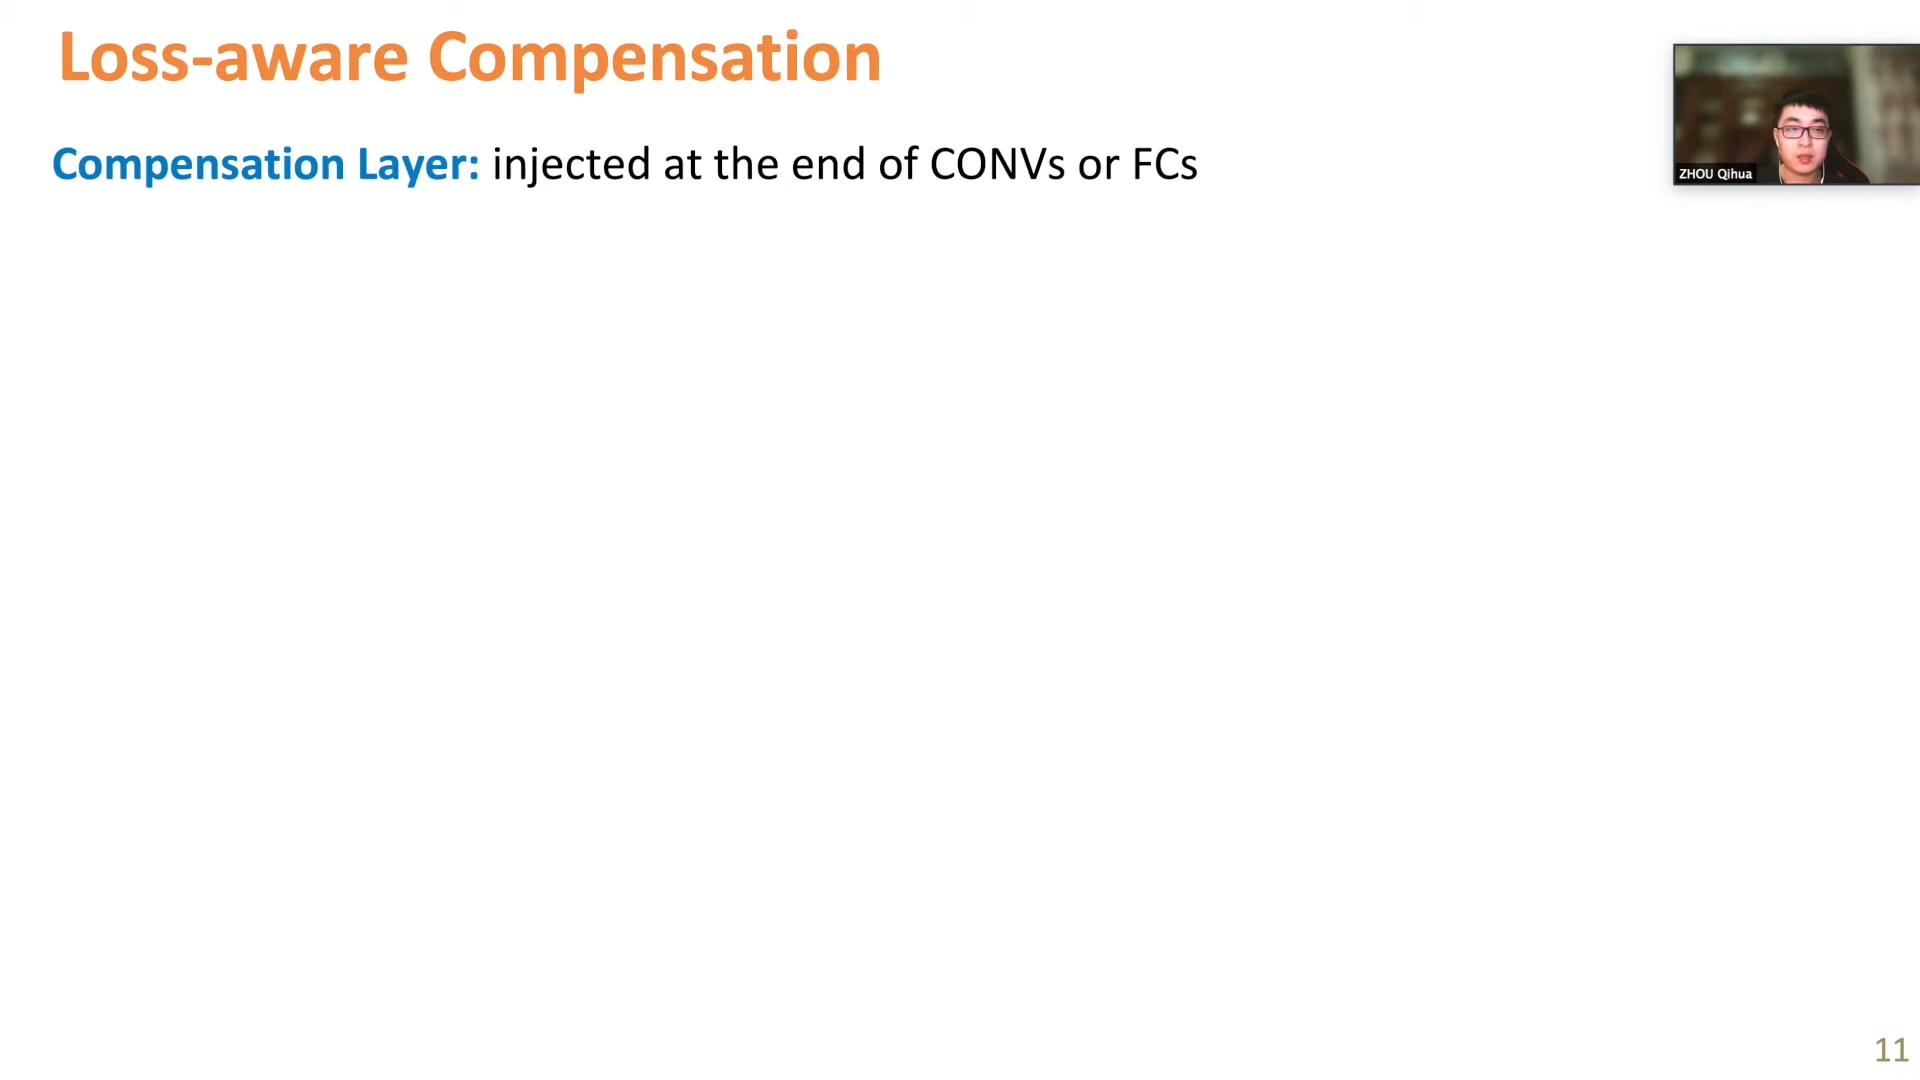 Loss-aware Compensation
Compensation Layer: injected at the end of CONVs or FCs
ZHOU Qihua
11